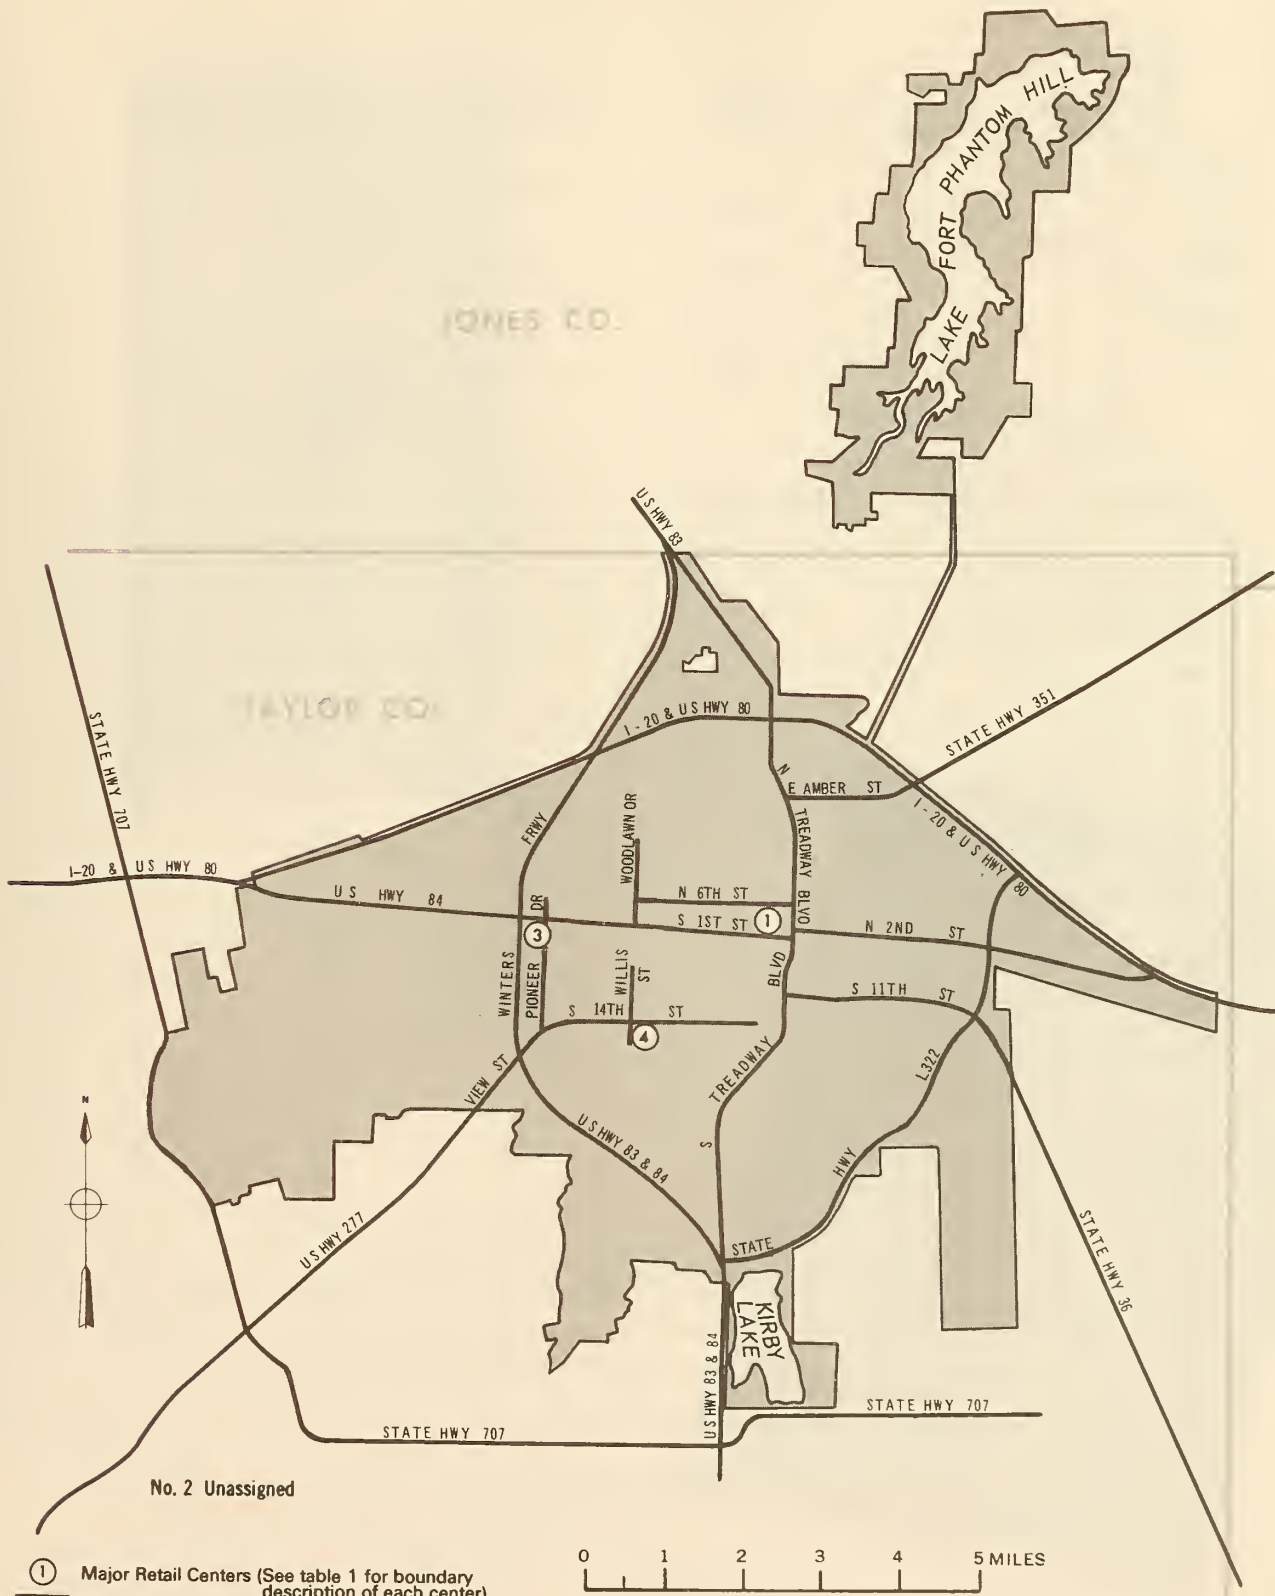 LAKE FORT PHANTOM HILL
JONES CO.
US HWY 83
TAYLOR CO.
STATE HWY 707
I-20 & US HWY 80
STATE HWY 351
N
E AMBER ST
I-20 & US HWY 80
FRWY
WOODLAWN DR
TREADWAY BLVD
I-20 & US HWY 80
US HWY 84
N 6TH ST
DR
S 1ST ST
1
N 2ND ST
3
WINTERS
PIONEER
WILLIS ST
BLVD
S 11TH ST
S 14TH ST
4
VIEW ST
TREADWAY
L322
N
S
US HWY 83 & 84
HWY
US HWY 277
STATE
STATE HWY 36
KIRBY
LAKE
US HWY 83 & 84
STATE HWY 707
STATE HWY 707
No. 2 Unassigned
1 Major Retail Centers (See table 1 for boundary
description of each center)
0 1 2 3 4 5 MILES